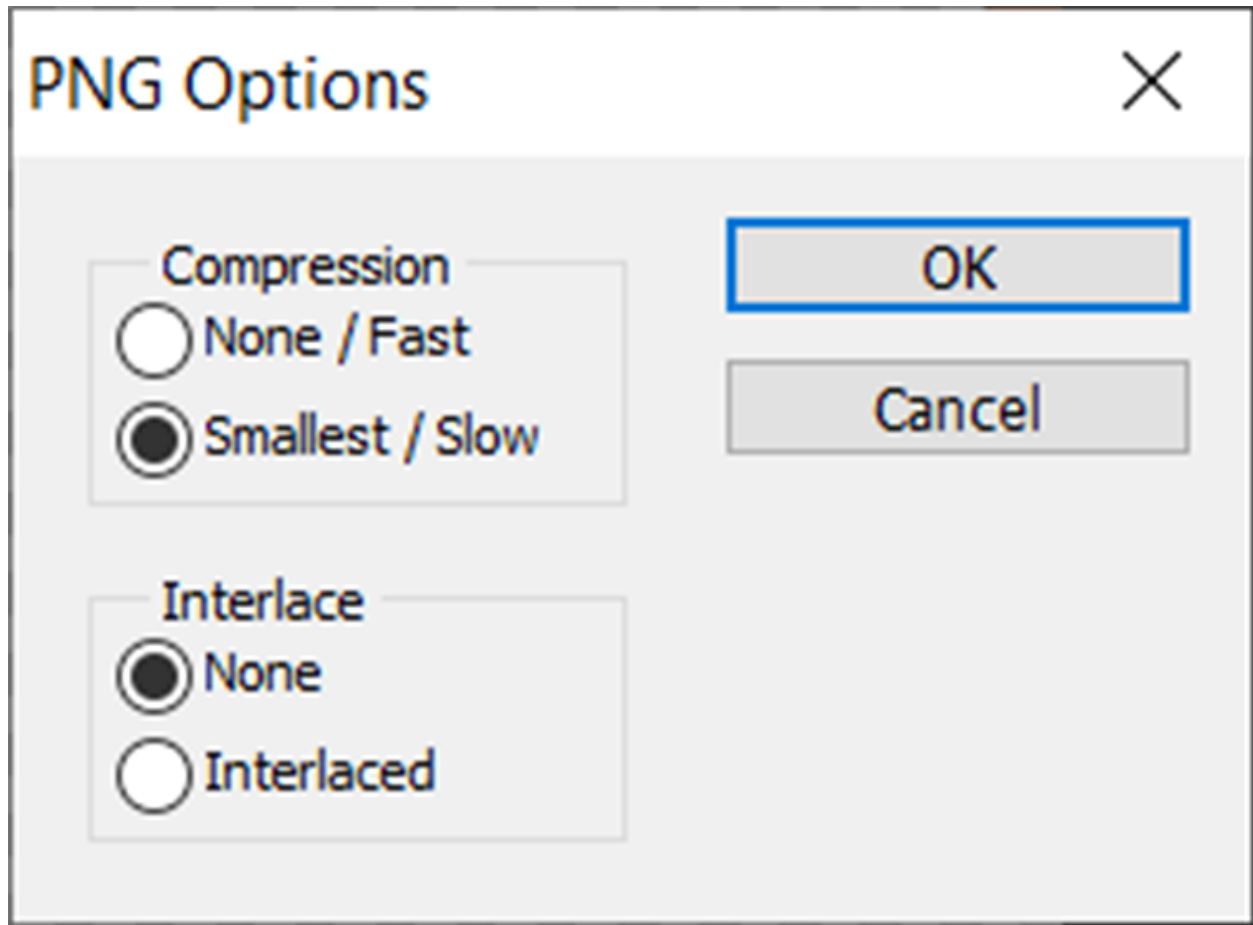 PNG Options
Compression
None / Fast
Smallest / Slow
OK
Cancel
Interlace
None
Interlaced